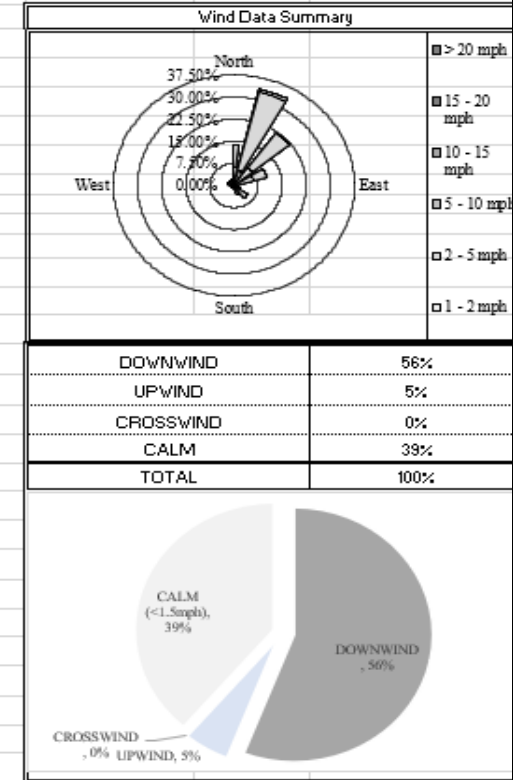 Wind Data Summary
North
37.50%
30.00%
22.50%
15.00%
7.50%
0.00%
West
East
South
> 20 mph
15 - 20
mph
10 - 15
mph
5 - 10 mph
2 - 5 mph
1 - 2 mph
DOWNWIND 56%
UPWIND 5%
CROSSWIND 0%
CALM 39%
TOTAL 100%
CALM
(<1.5mph),
39%
DOWNWIND
, 56%
CROSSWIND
, 0%
UPWIND, 5%